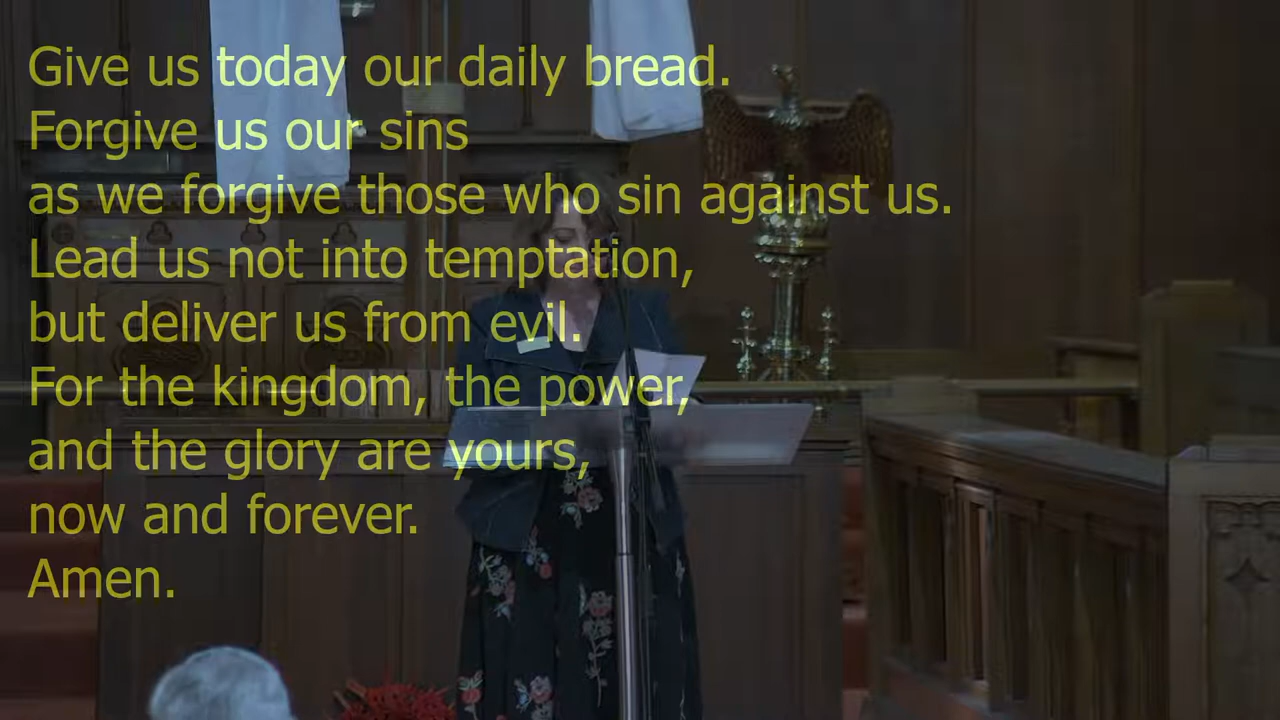 Give us today our daily bread.
Forgive us our sins
as we forgive those who sin against us.
Lead us not into temptation,
but deliver us from evil.
For the kingdom, the power,
and the glory are yours,
now and forever.
Amen.